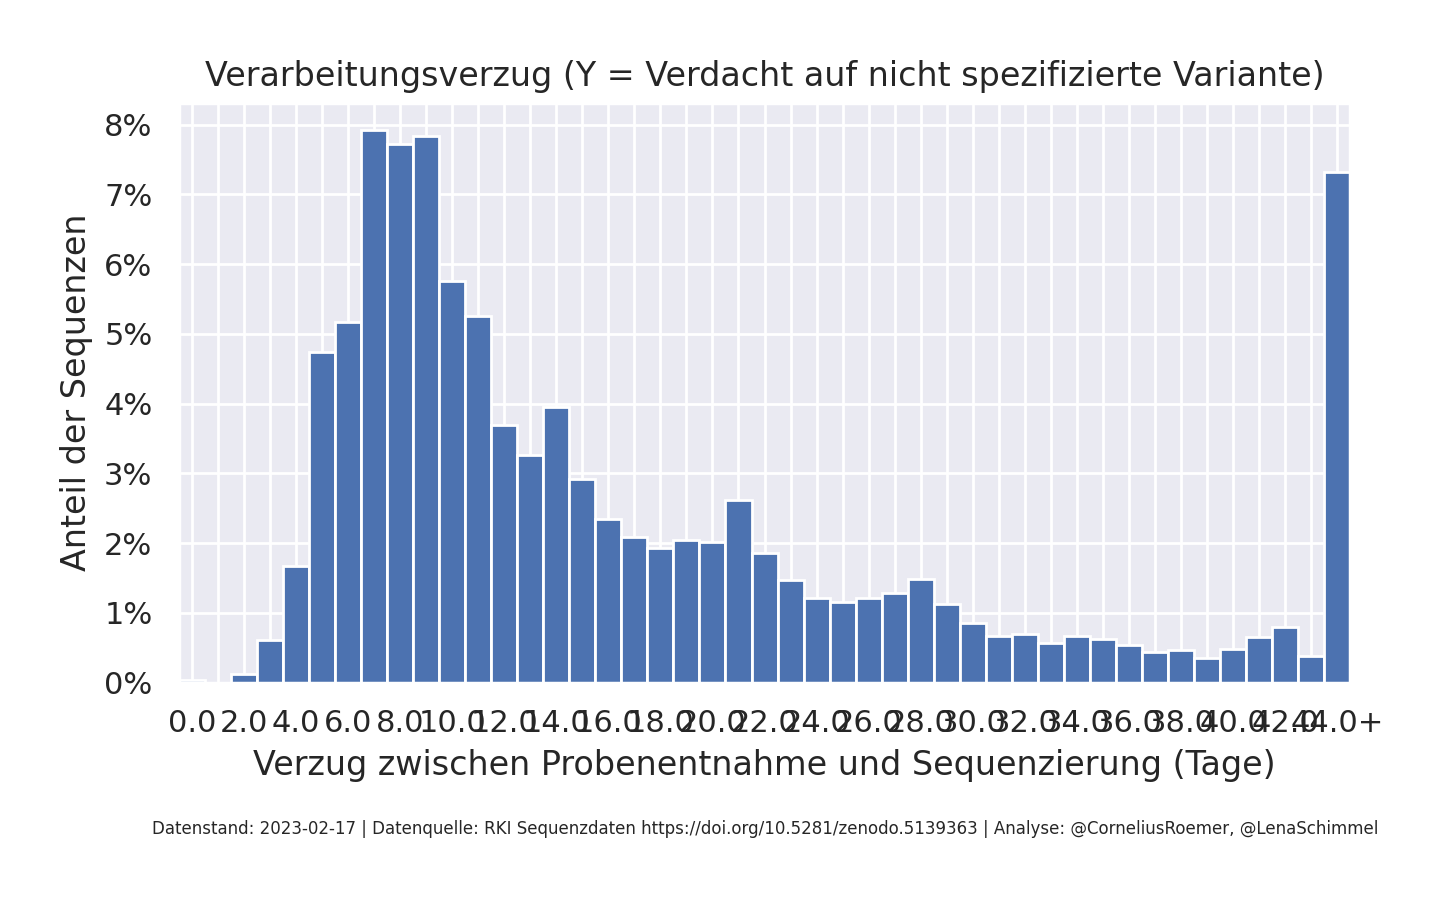 Verarbeitungsverzug (Y = Verdacht auf nicht spezifizierte Variante)
8%
7%
6%
5%
4%
3%
2%
1%
0%
Anteil der Sequenzen
0.0 2.0 4.0 6.0 8.0 10.0 12.0 14.0 16.0 18.0 20.0 22.0 24.0 26.0 28.0 30.0 32.0 34.0 36.0 38.0 40.0 42.0 44.0+
Verzug zwischen Probenentnahme und Sequenzierung (Tage)
Datenstand: 2023-02-17 | Datenquelle: RKI Sequenzdaten https://doi.org/10.5281/zenodo.5139363 | Analyse: @CorneliusRoemer, @LenaSchimmel